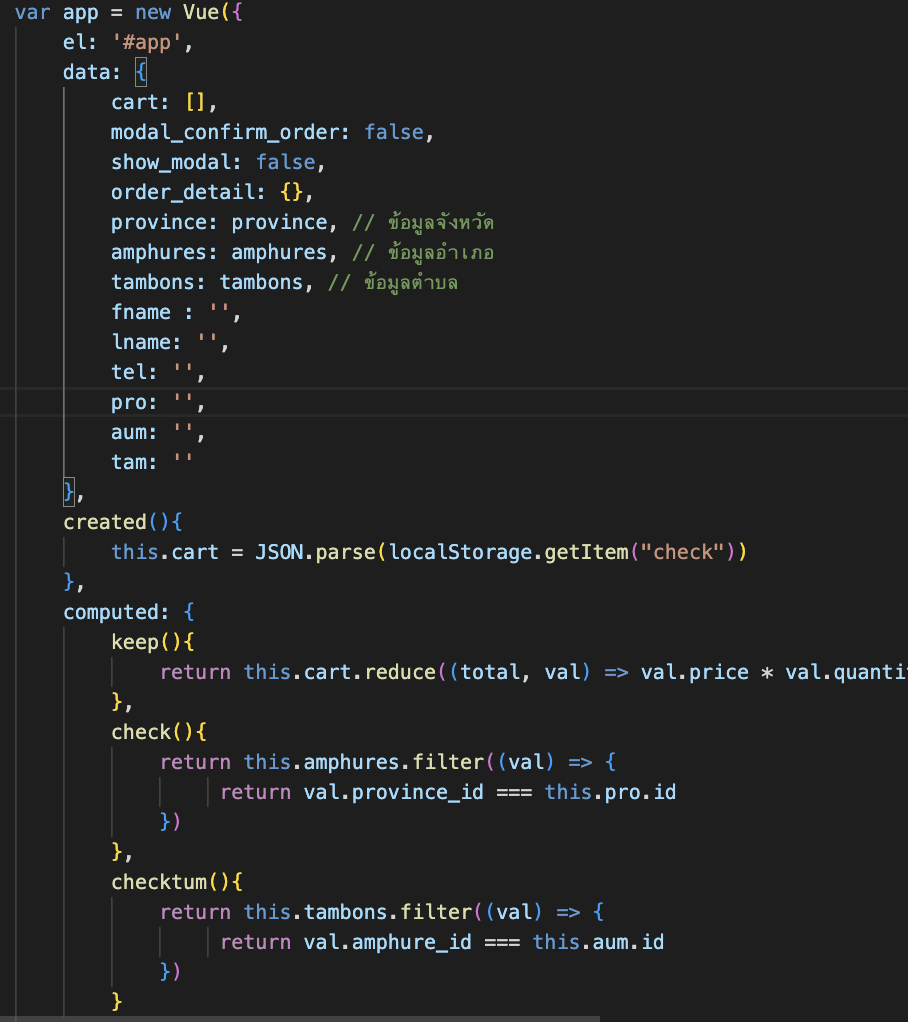 var app = new Vue({
    el: '#app',
    data: {
        cart: [],
        modal_confirm_order: false,
        show_modal: false,
        order_detail: {},
        province: province, // ข้อมูลจังหวัด
        amphures: amphures, // ข้อมูลอำเภอ
        tambons: tambons, // ข้อมูลตำบล
        fname : '',
        lname: '',
        tel: '',
        pro: '',
        aum: '',
        tam: ''
    },
    created(){
        this.cart = JSON.parse(localStorage.getItem("check"))
    },
    computed: {
        keep(){
            return this.cart.reduce((total, val) => val.price * val.quanti
        },
        check(){
            return this.amphures.filter((val) => {
                 return val.province_id === this.pro.id
            })
        },
        checktum(){
            return this.tambons.filter((val) => {
                 return val.amphure_id === this.aum.id
            })
        }